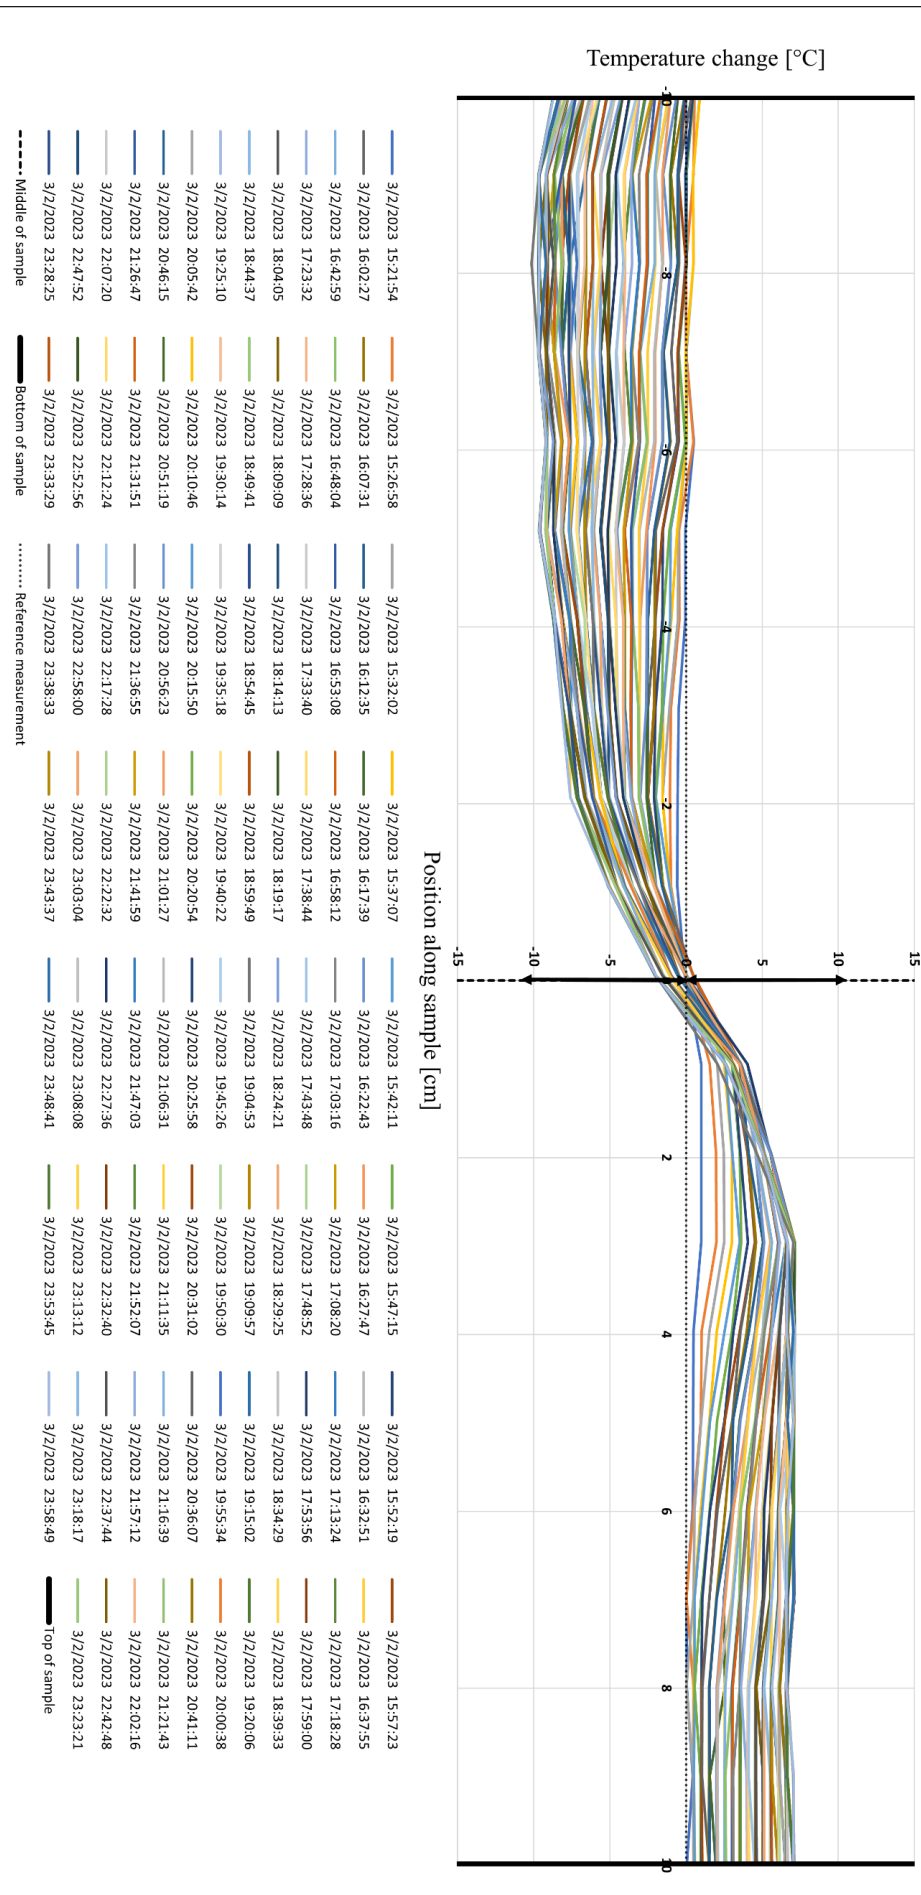 Temperature change [°C]
15
10
5
0
-5
-10
-15
-10 -8 -6 -4 -2 0 2 4 6 8 10
Position along sample [cm]
3/2/2023 15:21:54 3/2/2023 15:26:58 3/2/2023 15:32:02 3/2/2023 15:37:07 3/2/2023 15:42:11 3/2/2023 15:47:15 3/2/2023 15:52:19 3/2/2023 15:57:23
3/2/2023 16:02:27 3/2/2023 16:07:31 3/2/2023 16:12:35 3/2/2023 16:17:39 3/2/2023 16:22:43 3/2/2023 16:27:47 3/2/2023 16:32:51 3/2/2023 16:37:55
3/2/2023 16:42:59 3/2/2023 16:48:04 3/2/2023 16:53:08 3/2/2023 16:58:12 3/2/2023 17:03:16 3/2/2023 17:08:20 3/2/2023 17:13:24 3/2/2023 17:18:28
3/2/2023 17:23:32 3/2/2023 17:28:36 3/2/2023 17:33:40 3/2/2023 17:38:44 3/2/2023 17:43:48 3/2/2023 17:48:52 3/2/2023 17:53:56 3/2/2023 17:59:00
3/2/2023 18:04:05 3/2/2023 18:09:09 3/2/2023 18:14:13 3/2/2023 18:19:17 3/2/2023 18:24:21 3/2/2023 18:29:25 3/2/2023 18:34:29 3/2/2023 18:39:33
3/2/2023 18:44:37 3/2/2023 18:49:41 3/2/2023 18:54:45 3/2/2023 18:59:49 3/2/2023 19:04:53 3/2/2023 19:09:57 3/2/2023 19:15:02 3/2/2023 19:20:06
3/2/2023 19:25:10 3/2/2023 19:30:14 3/2/2023 19:35:18 3/2/2023 19:40:22 3/2/2023 19:45:26 3/2/2023 19:50:30 3/2/2023 19:55:34 3/2/2023 20:00:38
3/2/2023 20:05:42 3/2/2023 20:10:46 3/2/2023 20:15:50 3/2/2023 20:20:54 3/2/2023 20:25:58 3/2/2023 20:31:02 3/2/2023 20:36:07 3/2/2023 20:41:11
3/2/2023 20:46:15 3/2/2023 20:51:19 3/2/2023 20:56:23 3/2/2023 21:01:27 3/2/2023 21:06:31 3/2/2023 21:11:35 3/2/2023 21:16:39 3/2/2023 21:21:43
3/2/2023 21:26:47 3/2/2023 21:31:51 3/2/2023 21:36:55 3/2/2023 21:41:59 3/2/2023 21:47:03 3/2/2023 21:52:07 3/2/2023 21:57:12 3/2/2023 22:02:16
3/2/2023 22:07:20 3/2/2023 22:12:24 3/2/2023 22:17:28 3/2/2023 22:22:32 3/2/2023 22:27:36 3/2/2023 22:32:40 3/2/2023 22:37:44 3/2/2023 22:42:48
3/2/2023 22:47:52 3/2/2023 22:52:56 3/2/2023 22:58:00 3/2/2023 23:03:04 3/2/2023 23:08:08 3/2/2023 23:13:12 3/2/2023 23:18:17 3/2/2023 23:23:21
3/2/2023 23:28:25 3/2/2023 23:33:29 3/2/2023 23:38:33 3/2/2023 23:43:37 3/2/2023 23:48:41 3/2/2023 23:53:45 3/2/2023 23:58:49 Top of sample
Middle of sample Bottom of sample Reference measurement